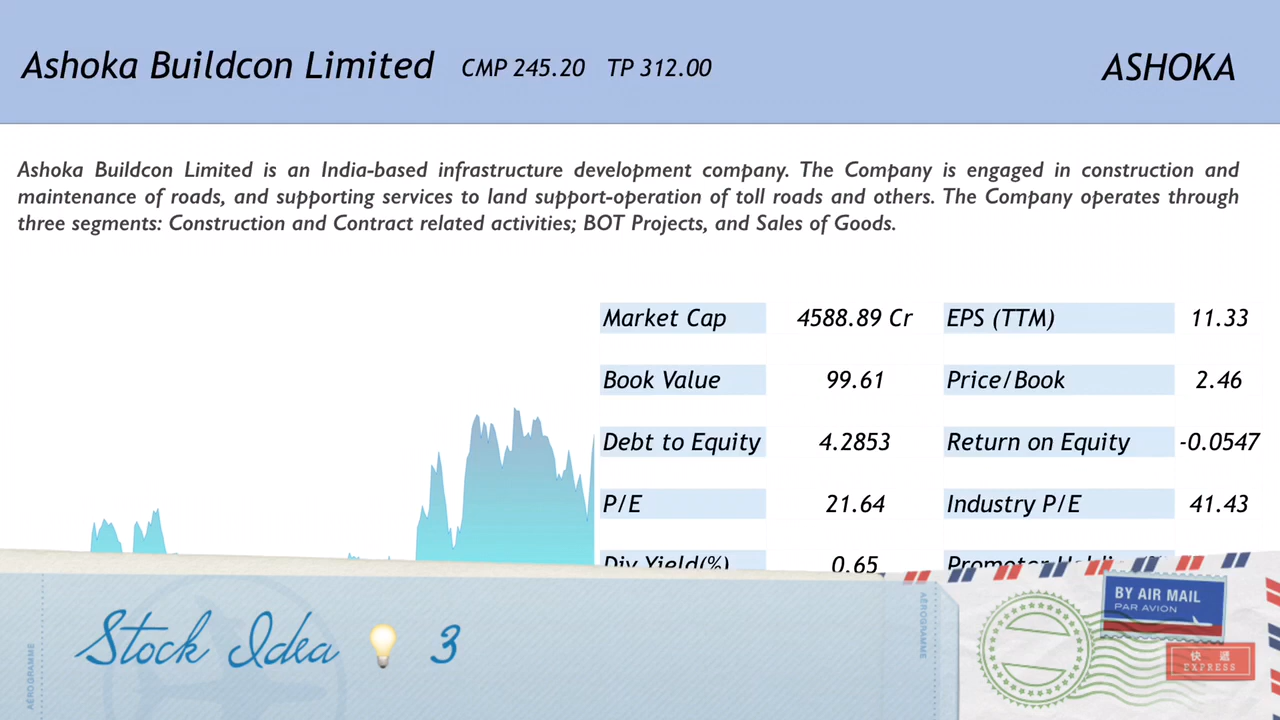 Ashoka Buildcon Limited CMP 245.20 TP 312.00 ASHOKA
Ashoka Buildcon Limited is an India-based infrastructure development company. The Company is engaged in construction and
maintenance of roads, and supporting services to land support-operation of toll roads and others. The Company operates through
three segments: Construction and Contract related activities; BOT Projects, and Sales of Goods.
Market Cap 4588.89 Cr EPS (TTM) 11.33
Book Value 99.61 Price/Book 2.46
Debt to Equity 4.2853 Return on Equity -0.0547
P/E 21.64 Industry P/E 41.43
Div Yield(%) 0.65 Promoter
Stock Idea 3
AÉROGRAMME
AÉROGRAMME
BY AIR MAIL
PAR AVION
快 遞
EXPRESS